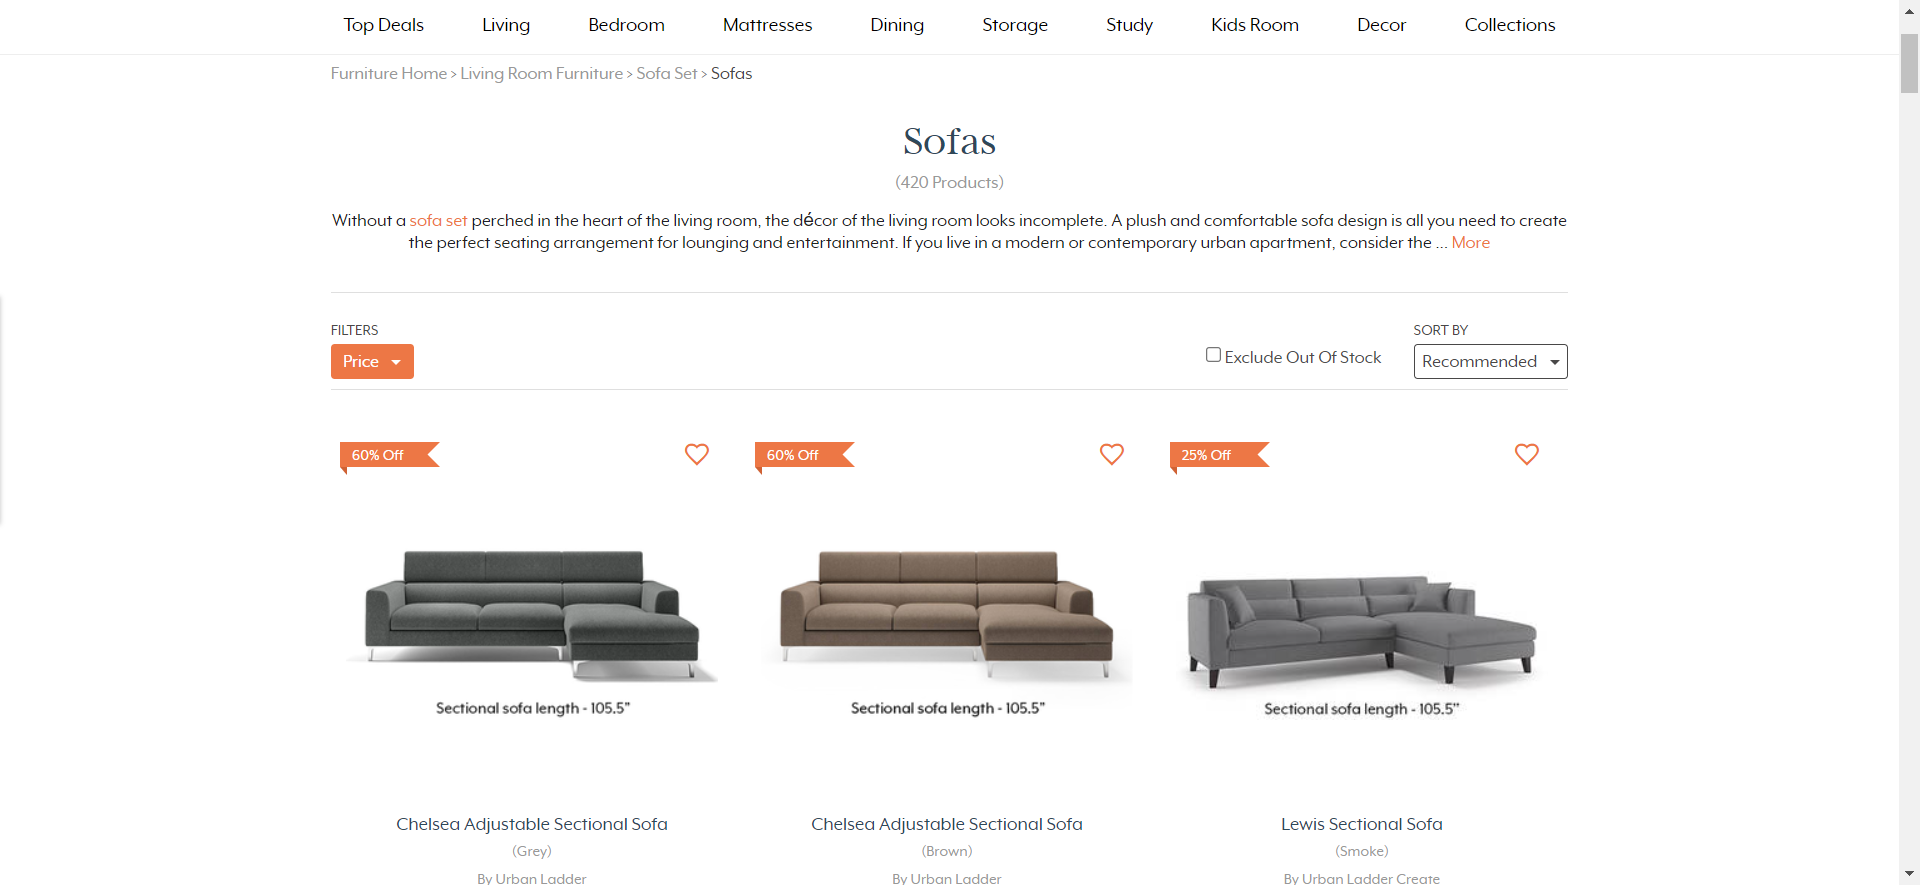 Top Deals Living Bedroom Mattresses Dining Storage Study Kids Room Decor Collections
Furniture Home > Living Room Furniture > Sofa Set > Sofas
Sofas
(420 Products)
Without a sofa set perched in the heart of the living room, the décor of the living room looks incomplete. A plush and comfortable sofa design is all you need to create
the perfect seating arrangement for lounging and entertainment. If you live in a modern or contemporary urban apartment, consider the ... More
FILTERS
Price
Exclude Out Of Stock
SORT BY
Recommended
60% Off
60% Off
25% Off
Sectional sofa length - 105.5"
Sectional sofa length - 105.5"
Sectional sofa length - 105.5"
Chelsea Adjustable Sectional Sofa
(Grey)
By Urban Ladder
Chelsea Adjustable Sectional Sofa
(Brown)
By Urban Ladder
Lewis Sectional Sofa
(Smoke)
By Urban Ladder Create